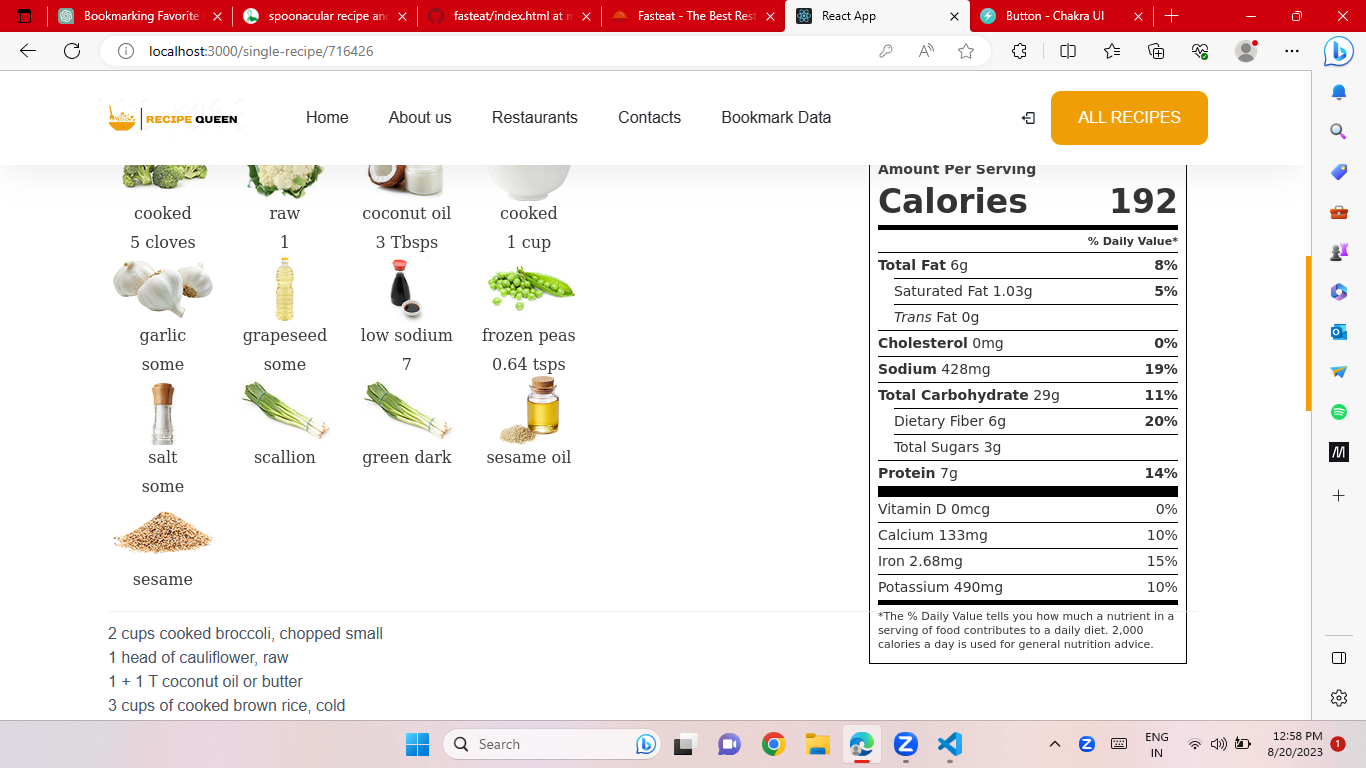 Bookmarking Favorite
spoonacular recipe and
fasteat/index.html at m
Fasteat - The Best Rest
React App
Button - Chakra UI
localhost:3000/single-recipe/716426
RECIPE QUEEN
Home
About us
Restaurants
Contacts
Bookmark Data
ALL RECIPES
cooked
raw
coconut oil
cooked
5 cloves
1
3 Tbsps
1 cup
garlic
grapeseed
low sodium
frozen peas
some
some
7
0.64 tsps
salt
scallion
green dark
sesame oil
some
sesame
Amount Per Serving
Calories 192
% Daily Value*
Total Fat 6g 8%
Saturated Fat 1.03g 5%
Trans Fat 0g
Cholesterol 0mg 0%
Sodium 428mg 19%
Total Carbohydrate 29g 11%
Dietary Fiber 6g 20%
Total Sugars 3g
Protein 7g 14%
Vitamin D 0mcg 0%
Calcium 133mg 10%
Iron 2.68mg 15%
Potassium 490mg 10%
*The % Daily Value tells you how much a nutrient in a
serving of food contributes to a daily diet. 2,000
calories a day is used for general nutrition advice.
2 cups cooked broccoli, chopped small
1 head of cauliflower, raw
1 + 1 T coconut oil or butter
3 cups of cooked brown rice, cold
Search
ENG
IN
12:58 PM
8/20/2023
1